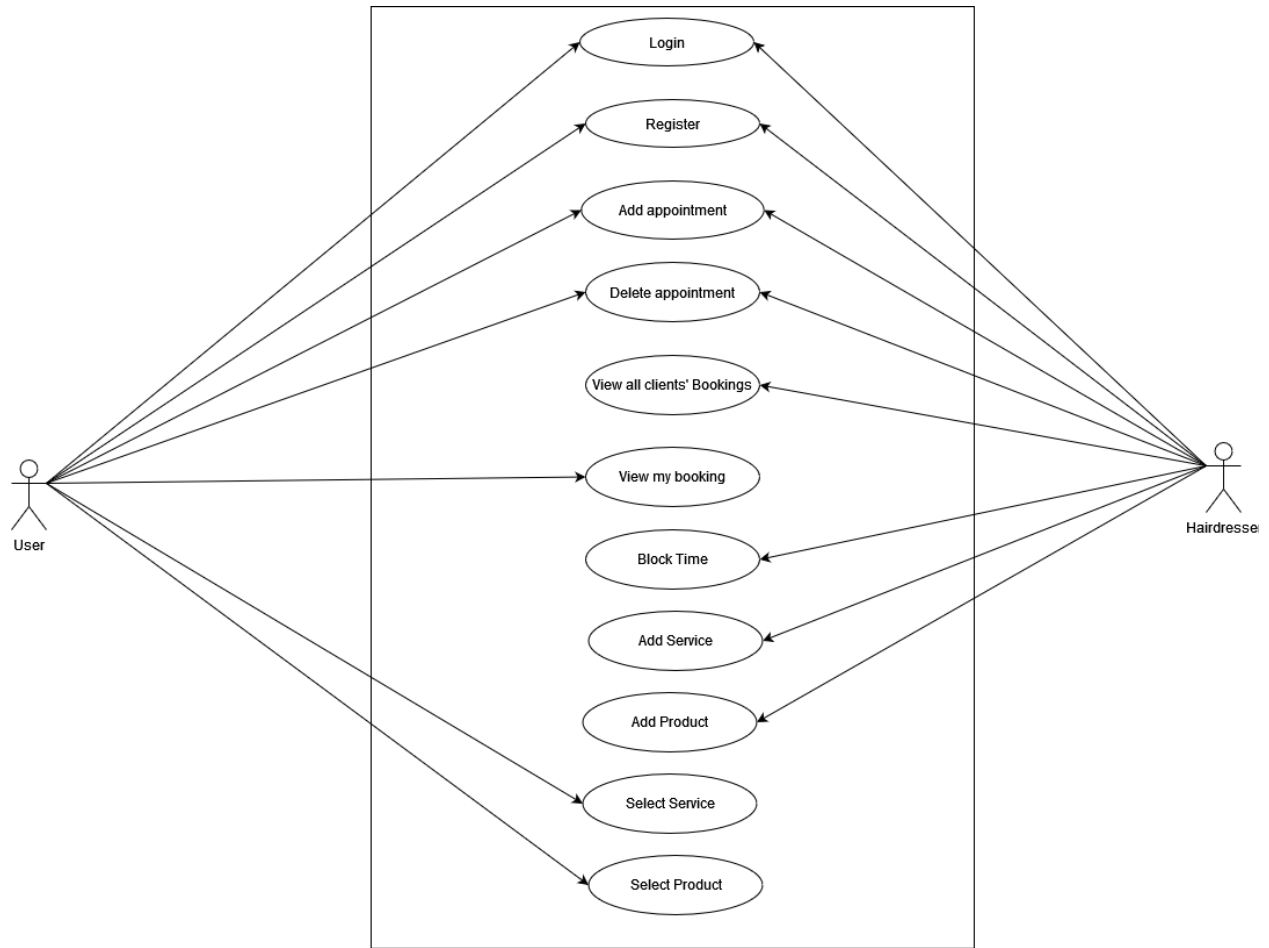 Login
Register
Add appointment
Delete appointment
View all clients' Bookings
View my booking
User
Hairdresser
Block Time
Add Service
Add Product
Select Service
Select Product